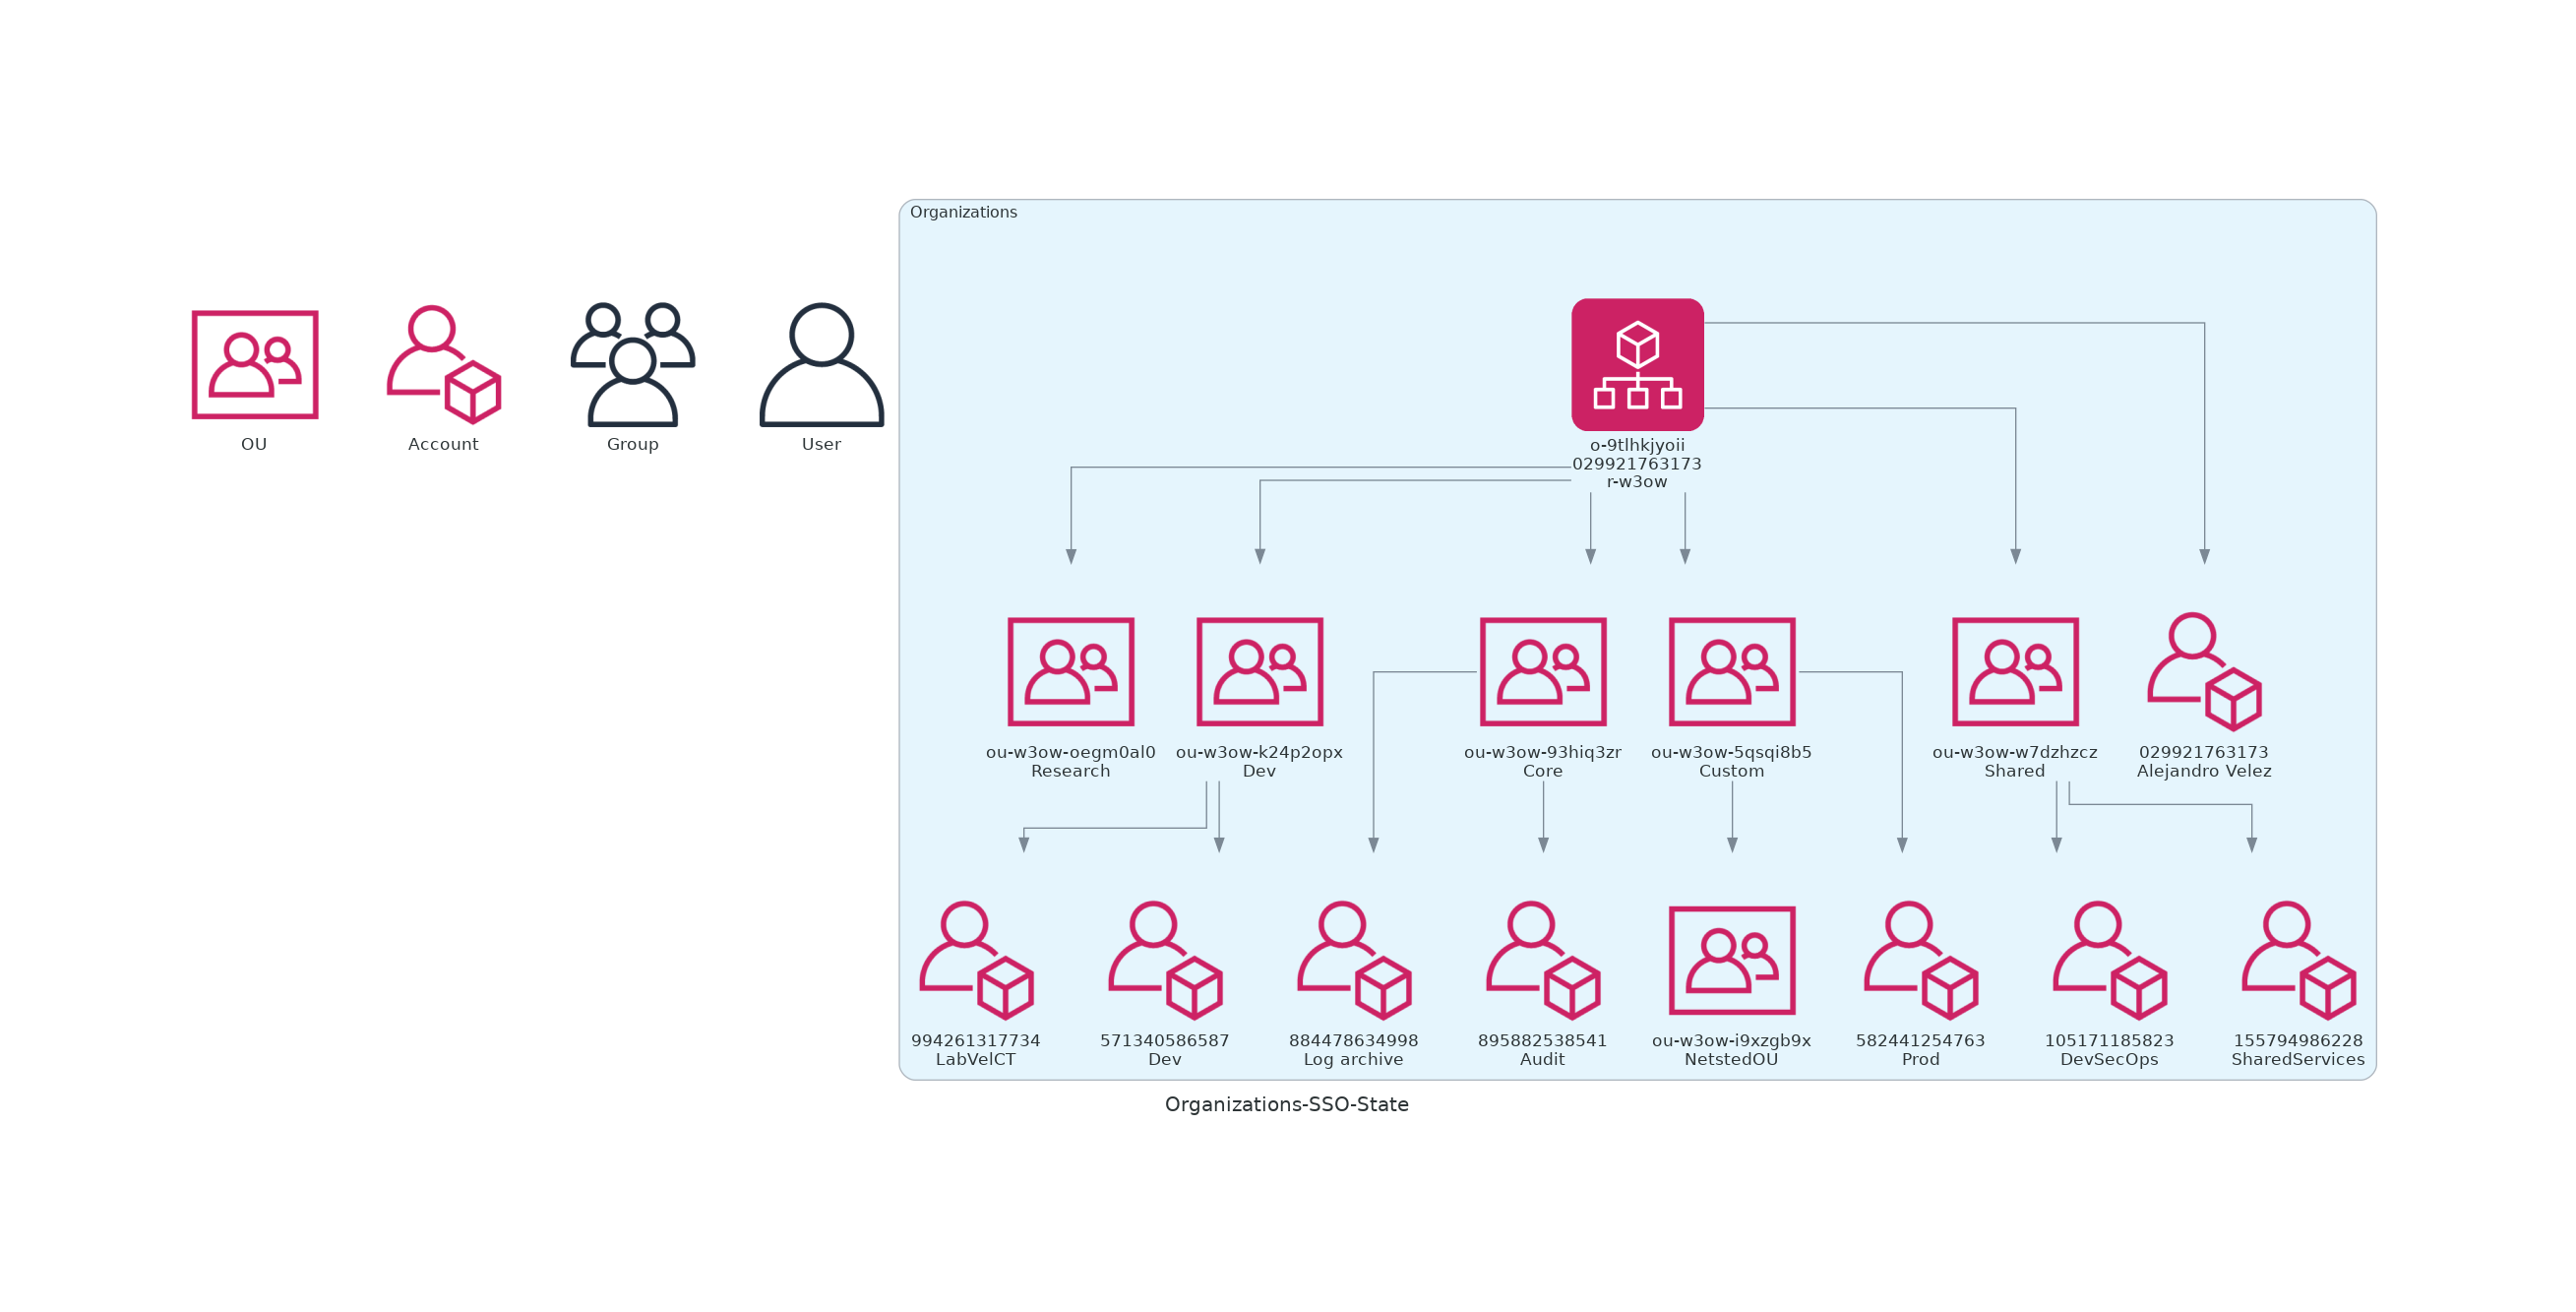 Organizations
OU
Account
Group
User
o-9tlhkjyoii
029921763173
r-w3ow
ou-w3ow-oegm0al0
Research
ou-w3ow-k24p2opx
Dev
ou-w3ow-93hiq3zr
Core
ou-w3ow-5qsqi8b5
Custom
ou-w3ow-w7dzhzcz
Shared
029921763173
Alejandro Velez
994261317734
LabVelCT
571340586587
Dev
884478634998
Log archive
895882538541
Audit
ou-w3ow-i9xzgb9x
NetstedOU
582441254763
Prod
105171185823
DevSecOps
155794986228
SharedServices
Organizations-SSO-State